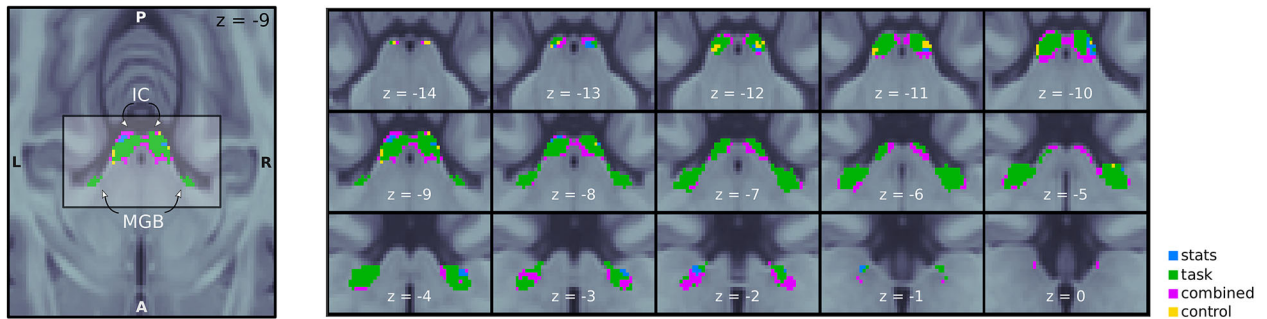 P
z = -9
IC
L
R
MGB
A
z = -14
z = -13
z = -12
z = -11
z = -10
z = -9
z = -8
z = -7
z = -6
z = -5
z = -4
z = -3
z = -2
z = -1
z = 0
stats
task
combined
control